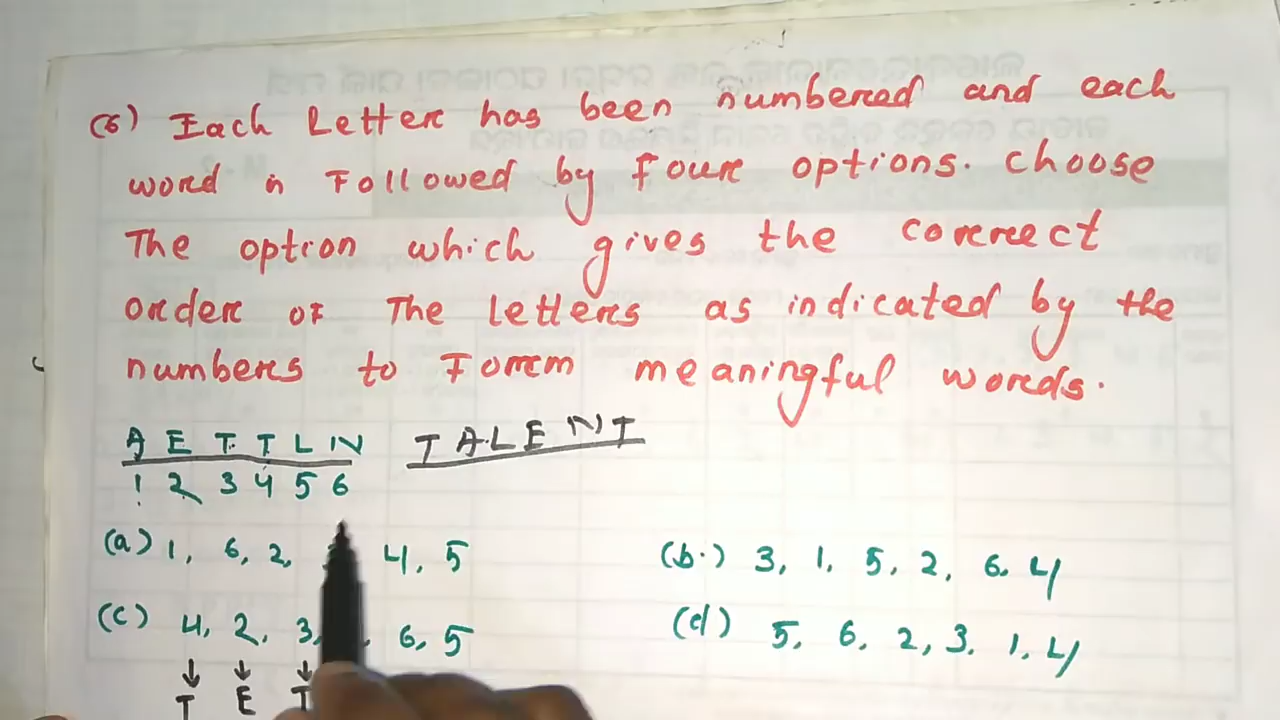 (8) Each Letter has been numbered and each
word is Followed by Four options. choose
The option which gives the correct
order of The letters as indicated by the
numbers to Form meaningful words.
A E T T L N TALENT
1 2 3 4 5 6
(a) 1, 6, 2, 4, 5 (b.) 3, 1, 5, 2, 6, 4
(c) 4, 2, 3, 6, 5 (d) 5, 6, 2, 3, 1, 4
↓ ↓ ↓
T E T